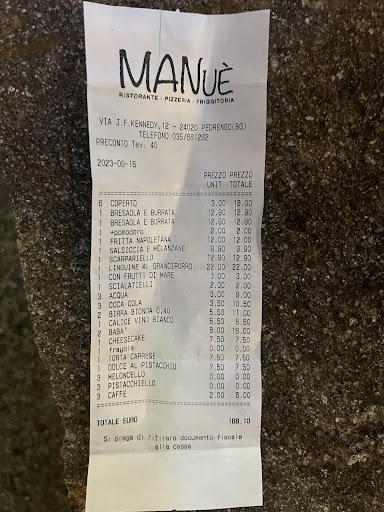 MANUÈ
RISTORANTE - PIZZERIA - FRIGGITORIA
VIA J.F.KENNEDY,12 - 24020 PEDRENGO(BG)
TELEFONO 035/661252
PRECONTO Tav. 40
2023-09-16
PREZZO PREZZO
UNIT TOTALE
6 COPERTO 3.00 18.00
1 BRESAOLA E BURRATA 12.90 12.90
1 BRESAOLA E BURRATA 12.90 12.90
1 +pomodoro 2.00 2.00
1 FRITTA NAPOLETANA 12.00 12.00
1 SALSICCIA E MELANZANE 9.90 9.90
1 SCARPARIELLO 12.90 12.90
1 LINGUINE AL GRANCIPORRO 22.00 22.00
1 CON FRUTTI DI MARE 3.00 3.00
1 SCIALATIELLI 2.00 2.00
3 ACQUA 3.00 9.00
3 COCA COLA 3.50 10.50
2 BIRRA BIONDA 0,40 5.50 11.00
1 CALICE VINO BIANCO 5.50 5.50
2 BABA' 8.00 16.00
1 CHEESECAKE 7.50 7.50
1 fragola 0.00 0.00
1 TORTA CAPRESE 7.50 7.50
1 DOLCE AL PISTACCHIO 7.50 7.50
3 MELONCELLO 0.00 0.00
3 PISTACCHIELLO 0.00 0.00
3 CAFFE 2.00 6.00
TOTALE EURO 188.10
Si prega di ritirare documento fiscale
alla cassa